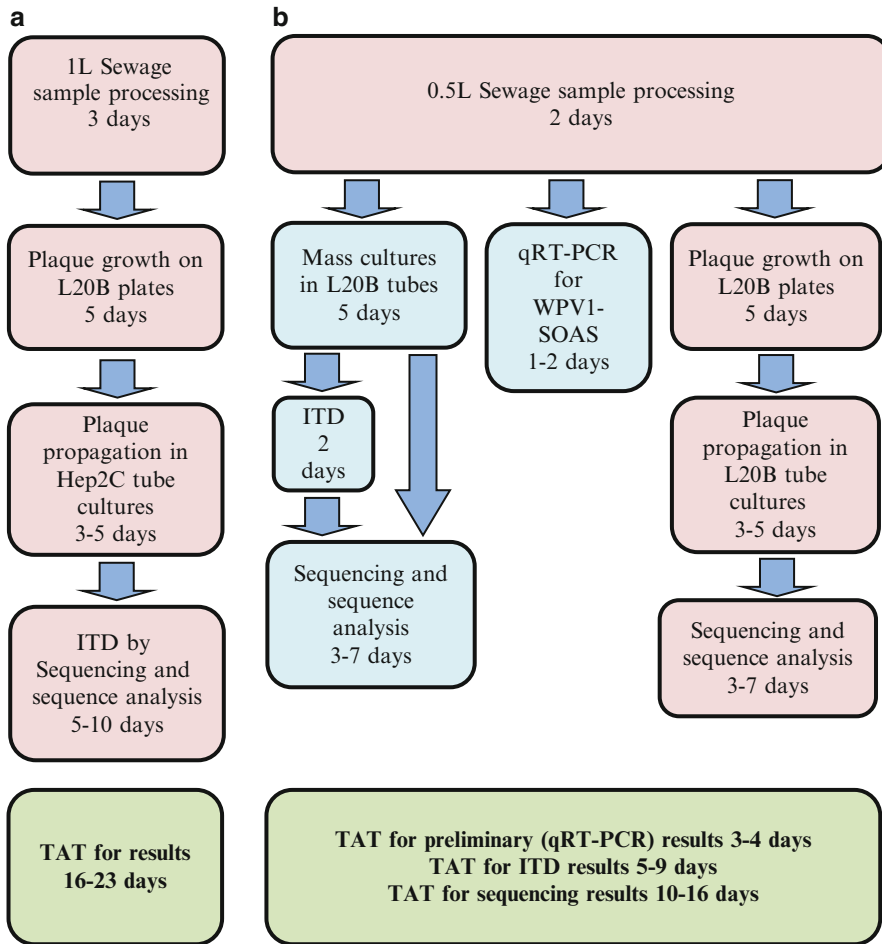 a
1L Sewage
sample processing
3 days
Plaque growth on
L20B plates
5 days
Plaque
propagation in
Hep2C tube
cultures
3-5 days
ITD by
Sequencing and
sequence analysis
5-10 days
TAT for results
16-23 days
b
0.5L Sewage sample processing
2 days
Mass cultures
in L20B tubes
5 days
ITD
2
days
Sequencing and
sequence
analysis
3-7 days
qRT-PCR
for
WPV1-
SOAS
1-2 days
Plaque growth on
L20B plates
5 days
Plaque
propagation in
L20B tube
cultures
3-5 days
Sequencing and
sequence analysis
3-7 days
TAT for preliminary (qRT-PCR) results 3-4 days
TAT for ITD results 5-9 days
TAT for sequencing results 10-16 days